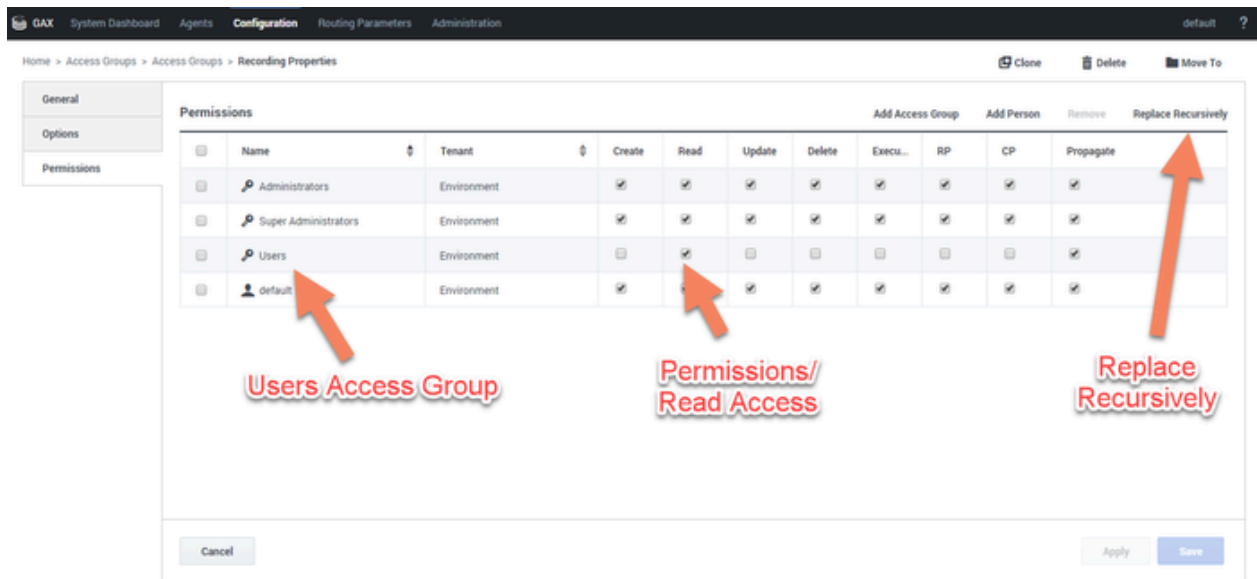 GAX System Dashboard Agents Configuration Routing Parameters Administration default ?
Home > Access Groups > Access Groups > Recording Properties Clone Delete Move To
General
Options
Permissions
Permissions Add Access Group Add Person Remove Replace Recursively
Name Tenant Create Read Update Delete Execu... RP CP Propagate
Administrators Environment
Super Administrators Environment
Users Environment
default Environment
Users Access Group
Permissions/
Read Access
Replace
Recursively
Cancel Apply Save